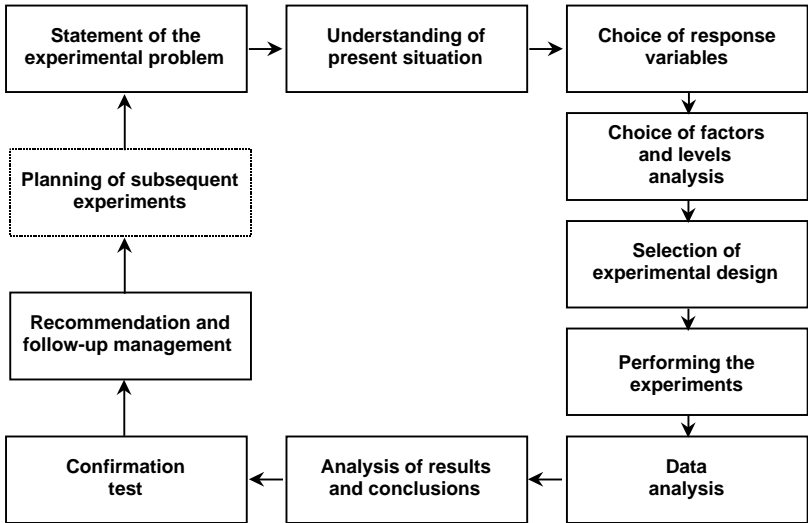 Statement of the
experimental problem
Understanding of
present situation
Choice of response
variables
Choice of factors
and levels
analysis
Selection of
experimental design
Performing the
experiments
Data
analysis
Analysis of results
and conclusions
Confirmation
test
Recommendation and
follow-up management
Planning of subsequent
experiments